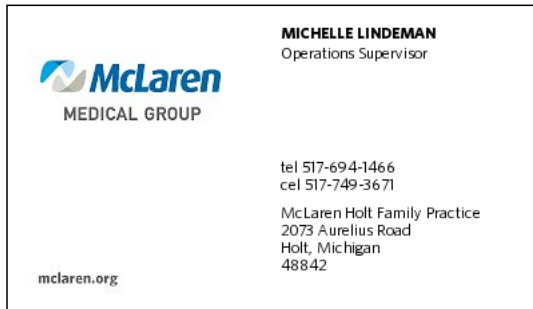 McLaren
MEDICAL GROUP
mclaren.org
MICHELLE LINDEMAN
Operations Supervisor
tel 517-694-1466
cel 517-749-3671
McLaren Holt Family Practice
2073 Aurelius Road
Holt, Michigan
48842